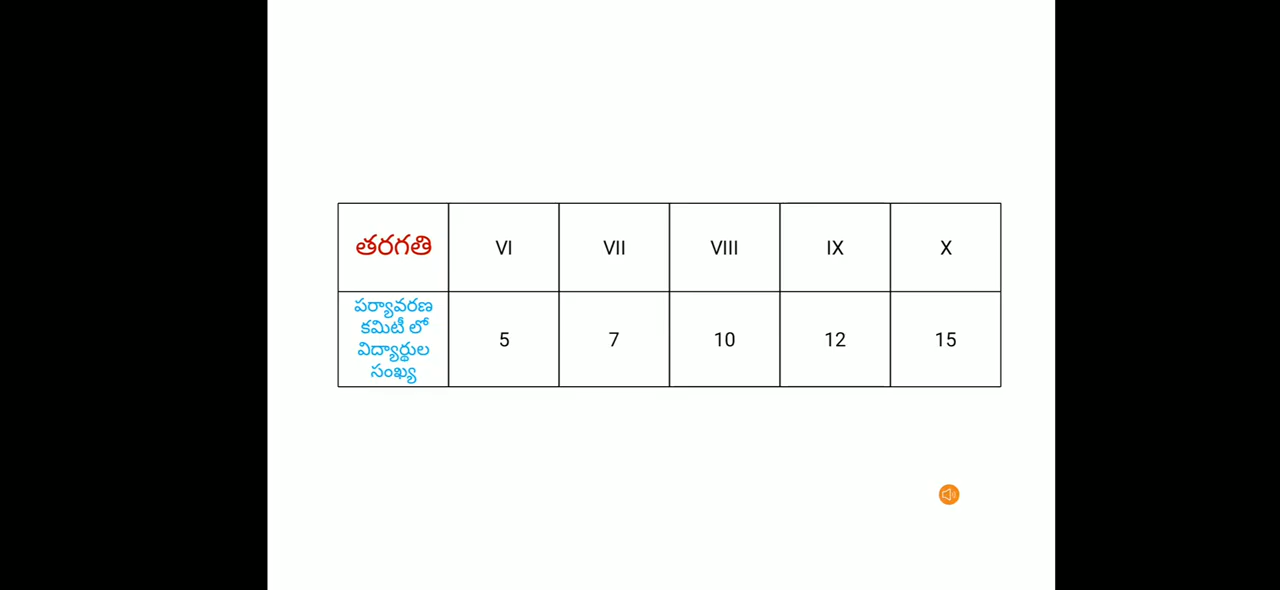 తరగతి VI VII VIII IX X
పర్యావరణ
కమిటీ లో
విద్యార్థుల
సంఖ్య
5 7 10 12 15